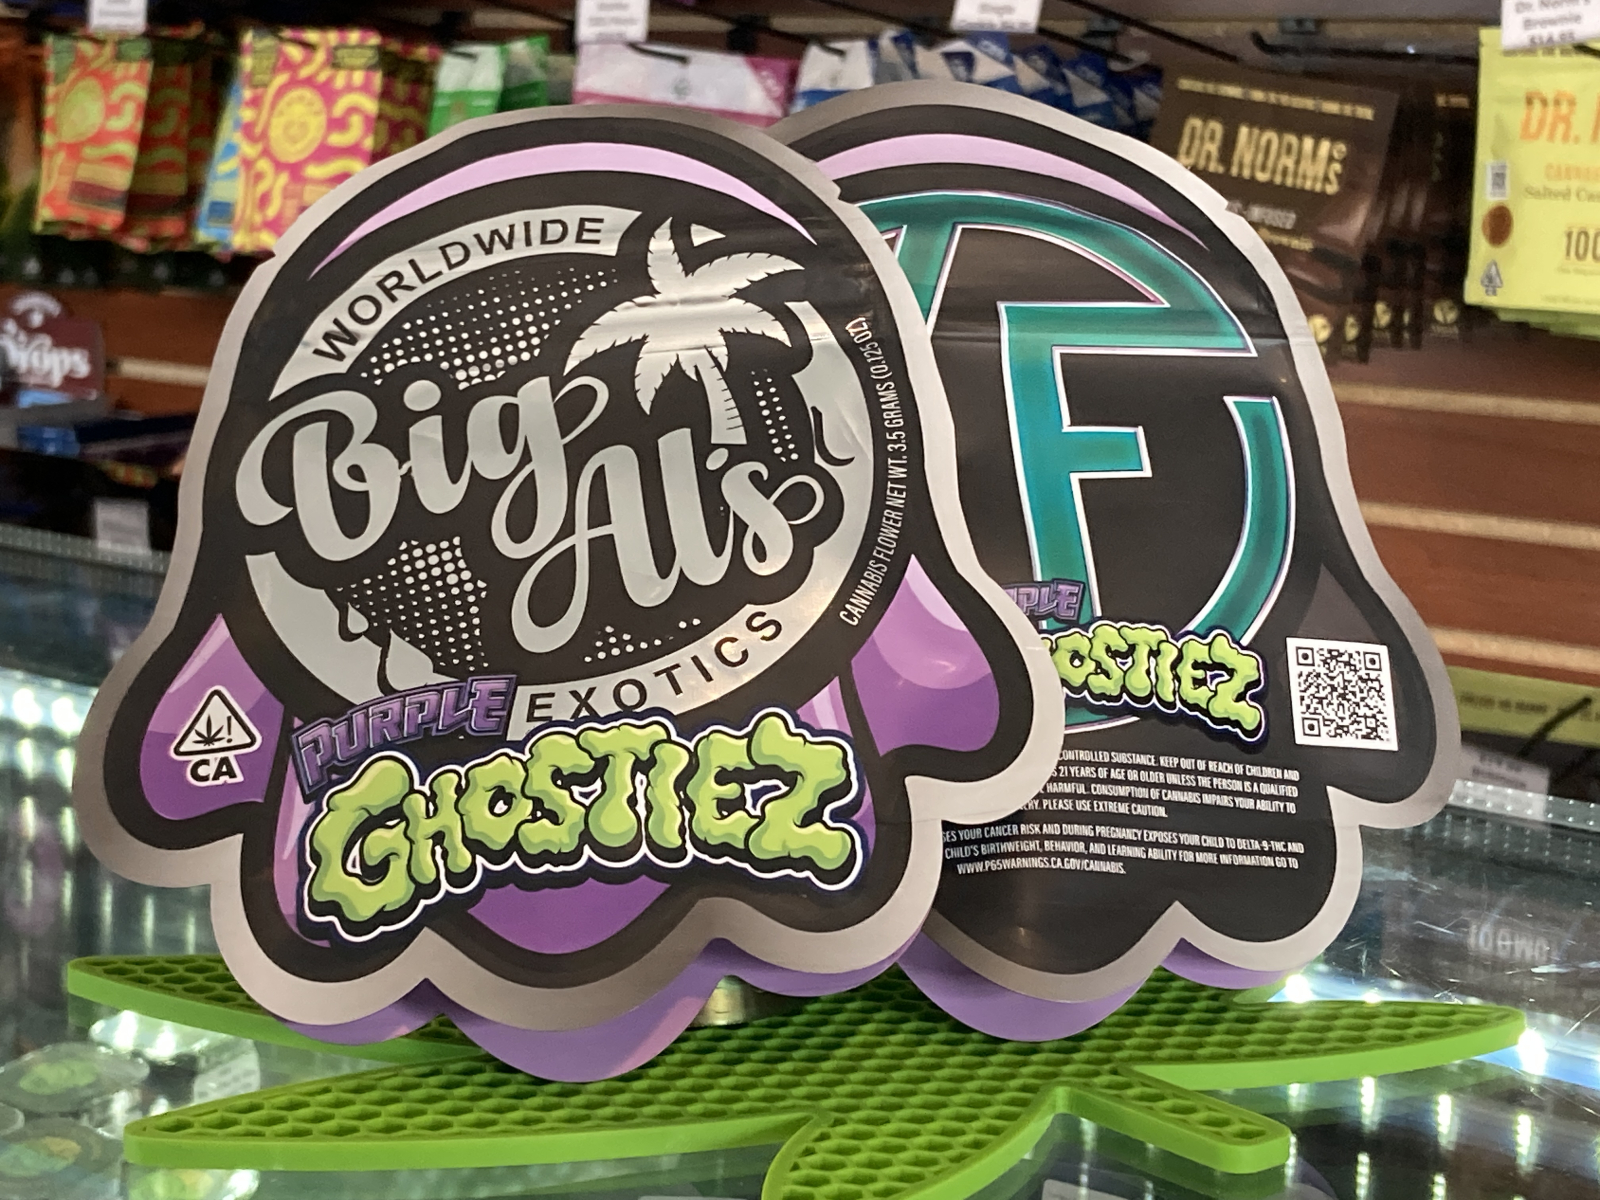 WORLDWIDE
Big
Al's
EXOTICS
CANNABIS FLOWER NET WT. 3.5 GRAMS (0.125 OZ)
PURPLE
GHOSTIEZ
CA
F
CONTROLLED SUBSTANCE. KEEP OUT OF REACH OF CHILDREN AND
21 YEARS OF AGE OR OLDER UNLESS THE PERSON IS A QUALIFIED
HARMFUL. CONSUMPTION OF CANNABIS IMPAIRS YOUR ABILITY TO
PLEASE USE EXTREME CAUTION.
YOUR CANCER RISK AND DURING PREGNANCY EXPOSES YOUR CHILD TO DELTA-9-THC AND
CHILD'S BIRTHWEIGHT, BEHAVIOR, AND LEARNING ABILITY FOR MORE INFORMATION GO TO
WWW.P65WARNINGS.CA.GOV/CANNABIS.
DR. NORM's
DR.
Salted
100
Dr. Norm's
Brownie